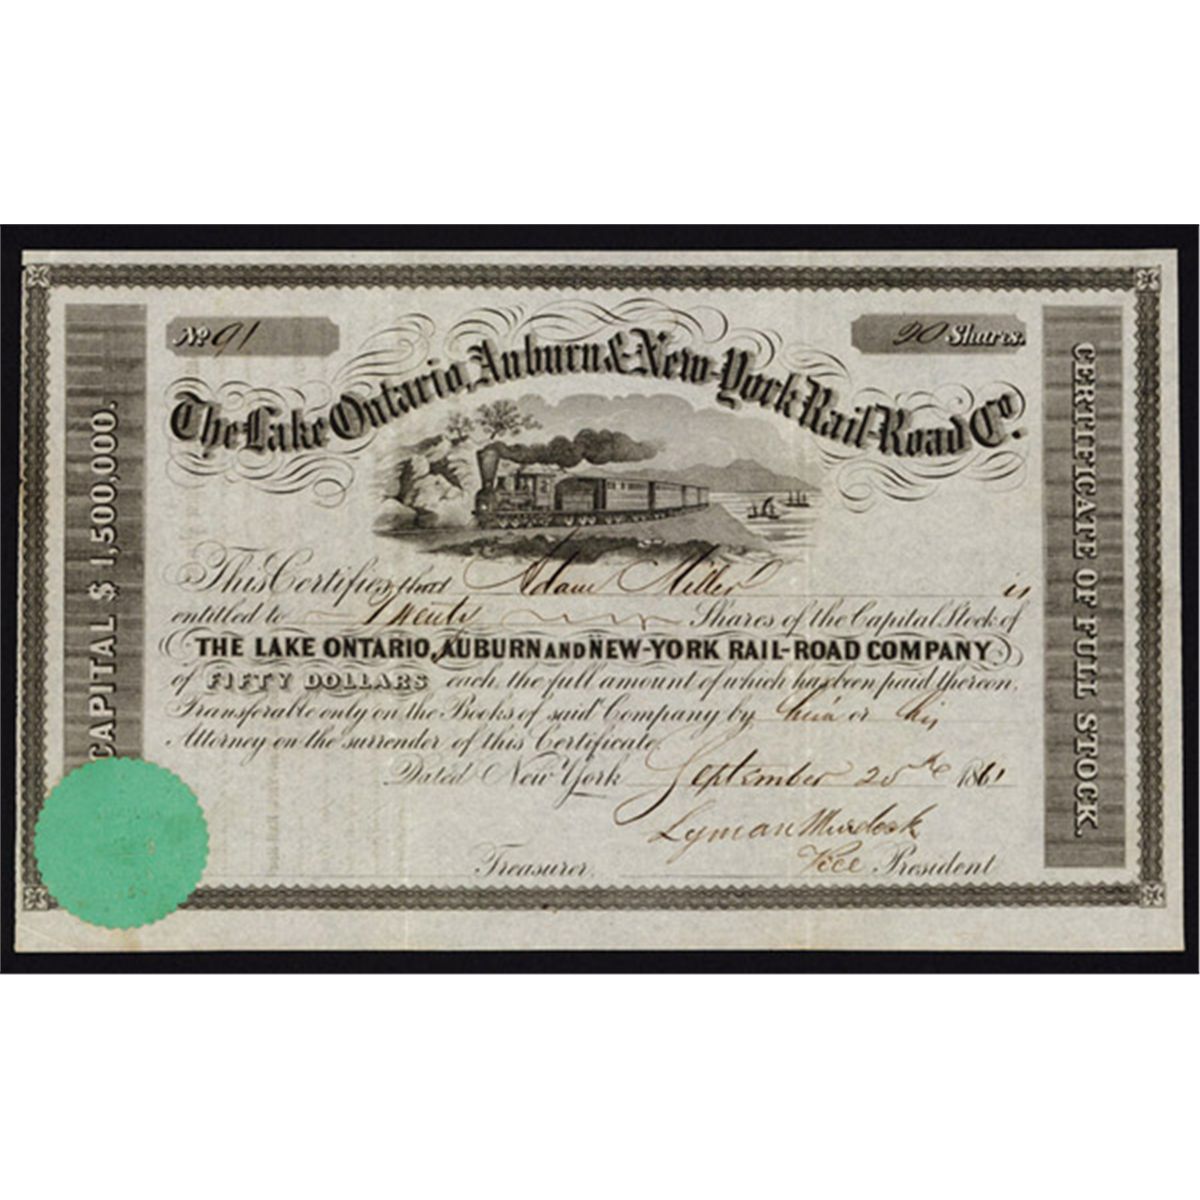 No 91
20 Shares.
The Lake Ontario, Auburn & New-York Rail-Road Co.
CAPITAL $ 1,500,000.
CERTIFICATE OF FULL STOCK.
This Certifies that Adam Miller is
entitled to Twenty Shares of the Capital Stock of
THE LAKE ONTARIO, AUBURN AND NEW-YORK RAIL-ROAD COMPANY
of FIFTY DOLLARS each, the full amount of which has been paid thereon,
Transferable only on the Books of said Company by him or his
Attorney on the surrender of this Certificate.
Dated New York September 25th 1861
Lyman Murdock
Treasurer. Vice President